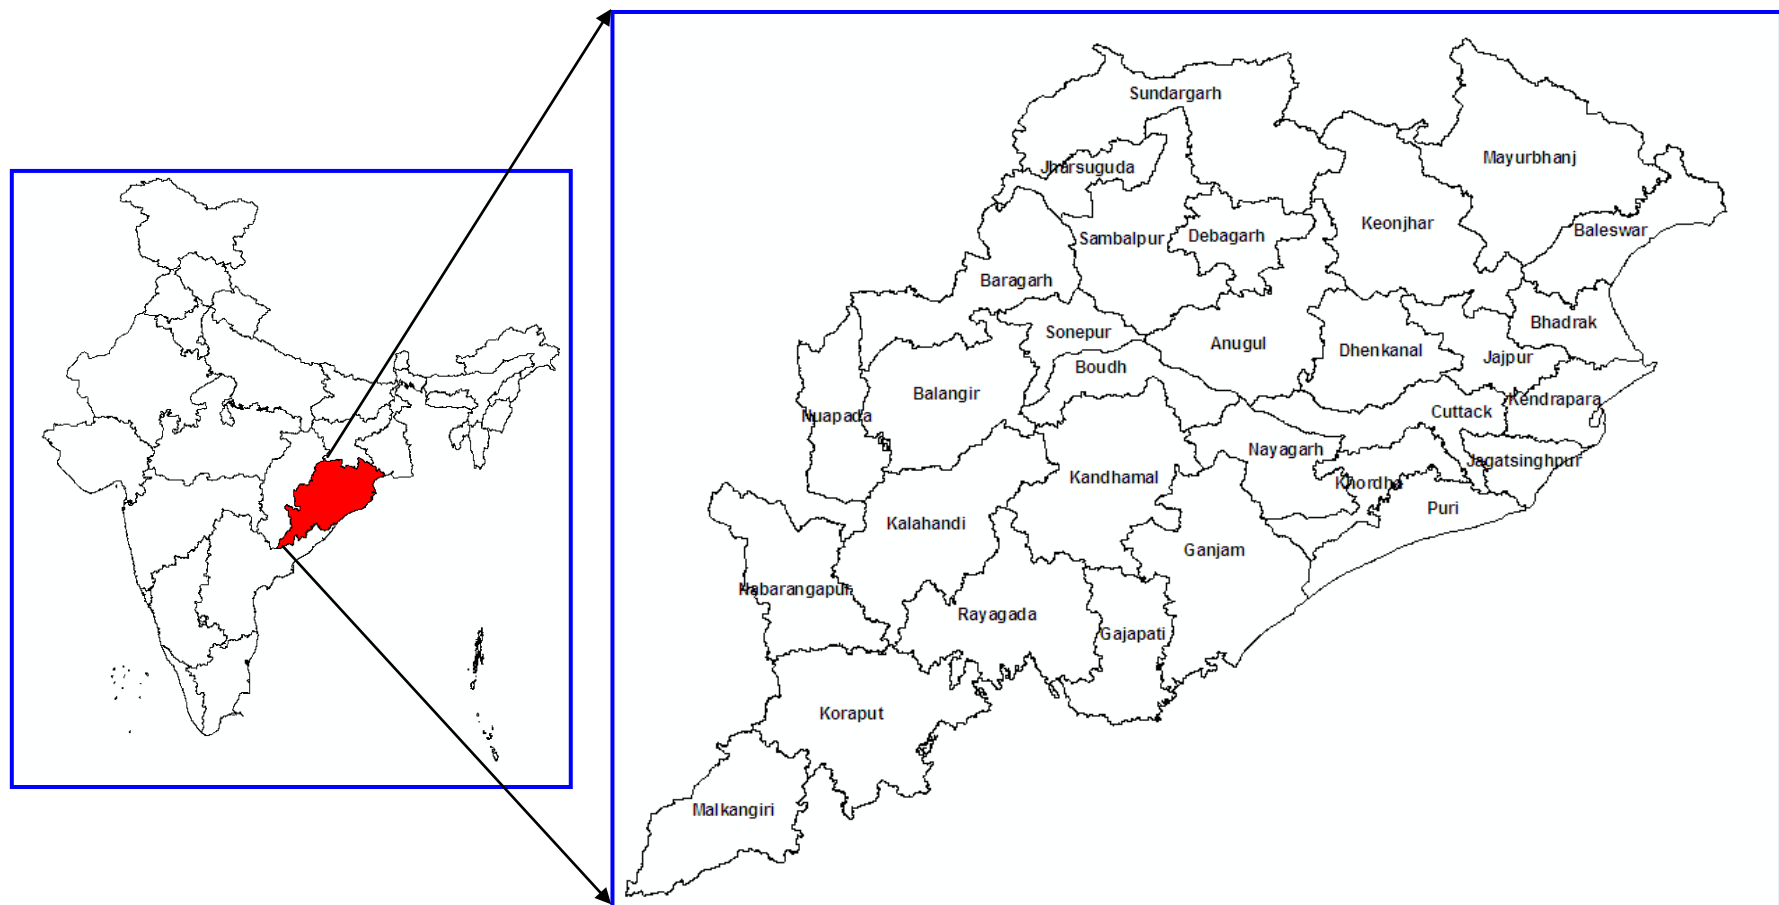 Sundargarh
Mayurbhanj
Jharsuguda
Keonjhar
Baleswar
Sambalpur
Debagarh
Baragarh
Bhadrak
Sonepur
Anugul
Dhenkanal
Jajpur
Boudh
Balangir
Kendrapara
Cuttack
Nuapada
Nayagarh
Jagatsinghpur
Kandhamal
Khordha
Puri
Kalahandi
Ganjam
Nabarangapur
Rayagada
Gajapati
Koraput
Malkangiri